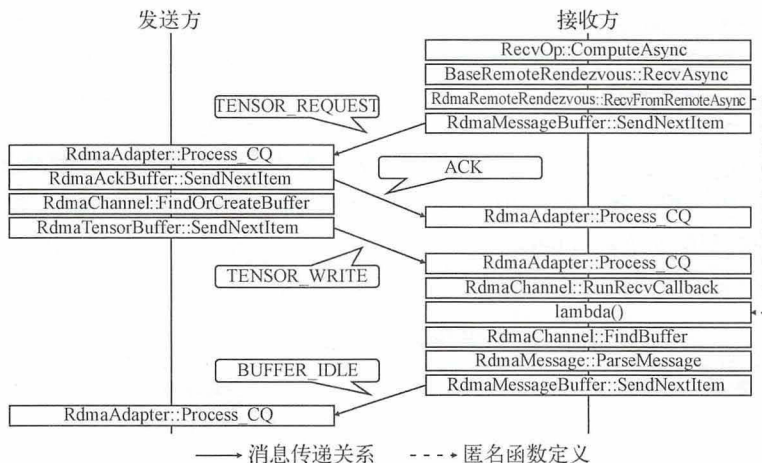 发送方
接收方
RecvOp::ComputeAsync
BaseRemoteRendezvous::RecvAsync
RdmaRemoteRendezvous::RecvFromRemoteAsync
TENSOR_REQUEST
RdmaMessageBuffer::SendNextItem
RdmaAdapter::Process_CQ
ACK
RdmaAckBuffer::SendNextItem
RdmaChannel::FindOrCreateBuffer
RdmaAdapter::Process_CQ
RdmaTensorBuffer::SendNextItem
RdmaAdapter::Process_CQ
TENSOR_WRITE
RdmaChannel::RunRecvCallback
lambda()
RdmaChannel::FindBuffer
RdmaMessage::ParseMessage
BUFFER_IDLE
RdmaMessageBuffer::SendNextItem
RdmaAdapter::Process_CQ
消息传递关系
匿名函数定义